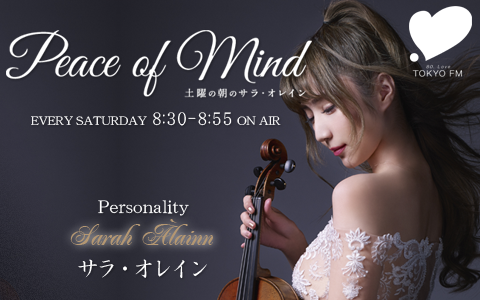 Peace of Mind
土曜の朝のサラ・オレイン
EVERY SATURDAY 8:30-8:55 ON AIR
TOKYO FM
Personality
Sarah Àlainn
サラ・オレイン